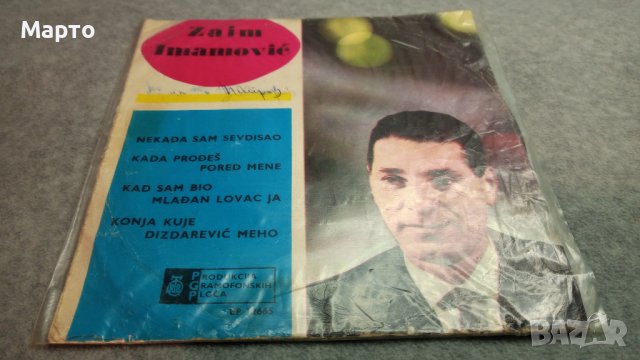 Марто
Zaim
Imamović
NEKADA SAM SEVDISAO
KADA PROĐEŠ
PORED MENE
KAD SAM BIO
MLAĐAN LOVAC JA
KONJA KUJE
DIZDAREVIĆ MEHO
PRODUKCIJA
GRAMOFONSKIH
PLOČA
BAZAR